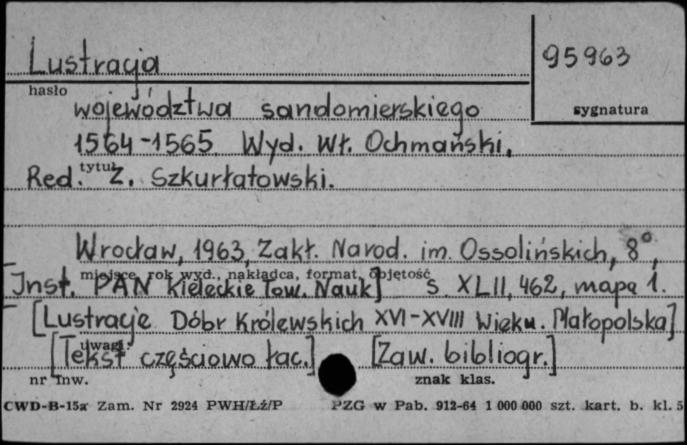 Lustracja
95963
hasło
województwa sandomierskiego
sygnatura
1564-1565 Wyd. Wł. Ochmański,
tytuł
Red. Z. Szkurłatowski.
Wrocław, 1963, Zakł. Narod. im. Ossolińskich, 8°,
miejsce, rok wyd., nakładca, format, objętość
Inst. PAN Kieleckie Tow. Nauk] s. XLII, 462, mapa 1.
[Lustracje Dóbr Królewskich XVI-XVIII wieku. Małopolska]
uwagi
[Tekst częściowo łac.] [Zaw. bibliogr.]
nr inw.
znak klas.
CWD-B-15a Zam. Nr 2924 PWH/Łź/P PZG w Pab. 912-64 1 000 000 szt. kart. b. kl. 5